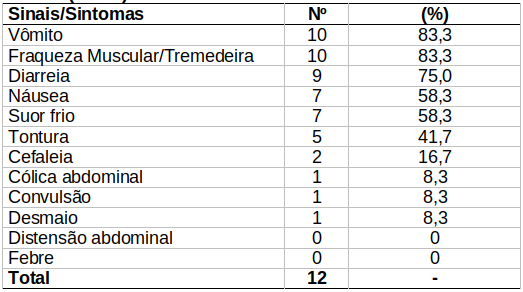 Sinais/Sintomas Nº (%)
Vômito 10 83,3
Fraqueza Muscular/Tremedeira 10 83,3
Diarreia 9 75,0
Náusea 7 58,3
Suor frio 7 58,3
Tontura 5 41,7
Cefaleia 2 16,7
Cólica abdominal 1 8,3
Convulsão 1 8,3
Desmaio 1 8,3
Distensão abdominal 0 0
Febre 0 0
Total 12 -